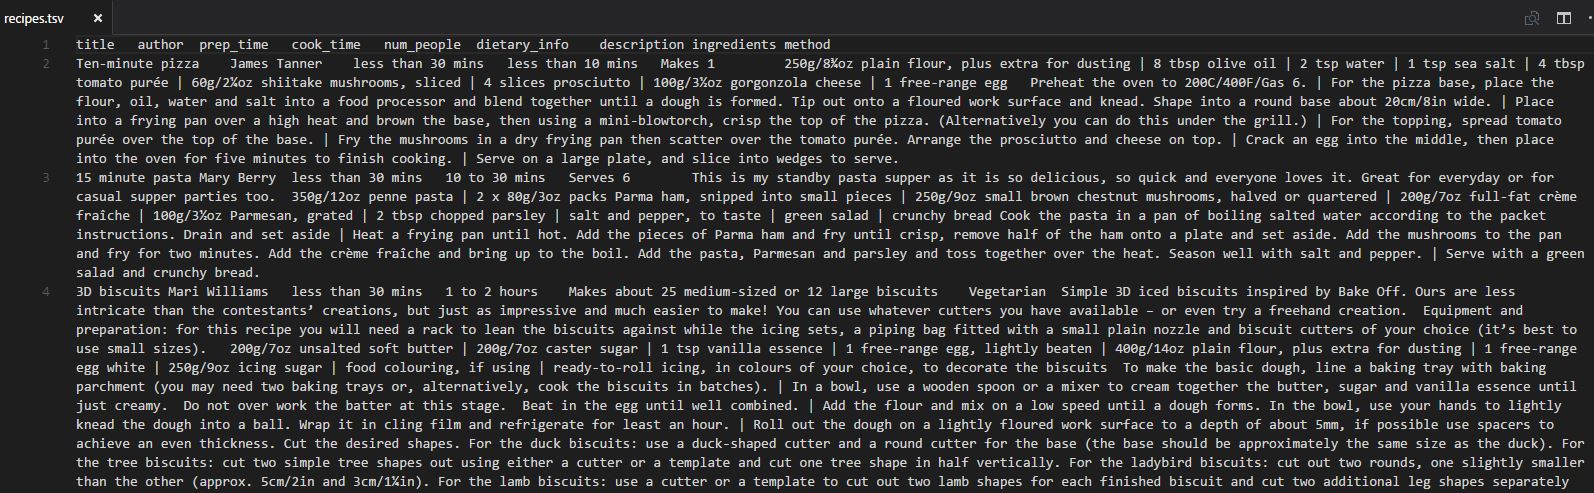 recipes.tsv
1 title author prep_time cook_time num_people dietary_info description ingredients method
2 Ten-minute pizza James Tanner less than 30 mins less than 10 mins Makes 1 250g/8¾oz plain flour, plus extra for dusting | 8 tbsp olive oil | 2 tsp water | 1 tsp sea salt | 4 tbsp
tomato purée | 60g/2¼oz shiitake mushrooms, sliced | 4 slices prosciutto | 100g/3½oz gorgonzola cheese | 1 free-range egg Preheat the oven to 200C/400F/Gas 6. | For the pizza base, place the
flour, oil, water and salt into a food processor and blend together until a dough is formed. Tip out onto a floured work surface and knead. Shape into a round base about 20cm/8in wide. | Place
into a frying pan over a high heat and brown the base, then using a mini-blowtorch, crisp the top of the pizza. (Alternatively you can do this under the grill.) | For the topping, spread tomato
purée over the top of the base. | Fry the mushrooms in a dry frying pan then scatter over the tomato purée. Arrange the prosciutto and cheese on top. | Crack an egg into the middle, then place
into the oven for five minutes to finish cooking. | Serve on a large plate, and slice into wedges to serve.
3 15 minute pasta Mary Berry less than 30 mins 10 to 30 mins Serves 6 This is my standby pasta supper as it is so delicious, so quick and everyone loves it. Great for everyday or for
casual supper parties too. 350g/12oz penne pasta | 2 x 80g/3oz packs Parma ham, snipped into small pieces | 250g/9oz small brown chestnut mushrooms, halved or quartered | 200g/7oz full-fat crème
fraîche | 100g/3½oz Parmesan, grated | 2 tbsp chopped parsley | salt and pepper, to taste | green salad | crunchy bread Cook the pasta in a pan of boiling salted water according to the packet
instructions. Drain and set aside | Heat a frying pan until hot. Add the pieces of Parma ham and fry until crisp, remove half of the ham onto a plate and set aside. Add the mushrooms to the pan
and fry for two minutes. Add the crème fraîche and bring up to the boil. Add the pasta, Parmesan and parsley and toss together over the heat. Season well with salt and pepper. | Serve with a green
salad and crunchy bread.
4 3D biscuits Mari Williams less than 30 mins 1 to 2 hours Makes about 25 medium-sized or 12 large biscuits Vegetarian Simple 3D iced biscuits inspired by Bake Off. Ours are less
intricate than the contestants’ creations, but just as impressive and much easier to make! You can use whatever cutters you have available – or even try a freehand creation. Equipment and
preparation: for this recipe you will need a rack to lean the biscuits against while the icing sets, a piping bag fitted with a small plain nozzle and biscuit cutters of your choice (it’s best to
use small sizes). 200g/7oz unsalted soft butter | 200g/7oz caster sugar | 1 tsp vanilla essence | 1 free-range egg, lightly beaten | 400g/14oz plain flour, plus extra for dusting | 1 free-range
egg white | 250g/9oz icing sugar | food colouring, if using | ready-to-roll icing, in colours of your choice, to decorate the biscuits To make the basic dough, line a baking tray with baking
parchment (you may need two baking trays or, alternatively, cook the biscuits in batches). | In a bowl, use a wooden spoon or a mixer to cream together the butter, sugar and vanilla essence until
just creamy. Do not over work the batter at this stage. Beat in the egg until well combined. | Add the flour and mix on a low speed until a dough forms. In the bowl, use your hands to lightly
knead the dough into a ball. Wrap it in cling film and refrigerate for least an hour. | Roll out the dough on a lightly floured work surface to a depth of about 5mm, if possible use spacers to
achieve an even thickness. Cut the desired shapes. For the duck biscuits: use a duck-shaped cutter and a round cutter for the base (the base should be approximately the same size as the duck). For
the tree biscuits: cut two simple tree shapes out using either a cutter or a template and cut one tree shape in half vertically. For the ladybird biscuits: cut out two rounds, one slightly smaller
than the other (approx. 5cm/2in and 3cm/1¼in). For the lamb biscuits: use a cutter or a template to cut out two lamb shapes for each finished biscuit and cut two additional leg shapes separately